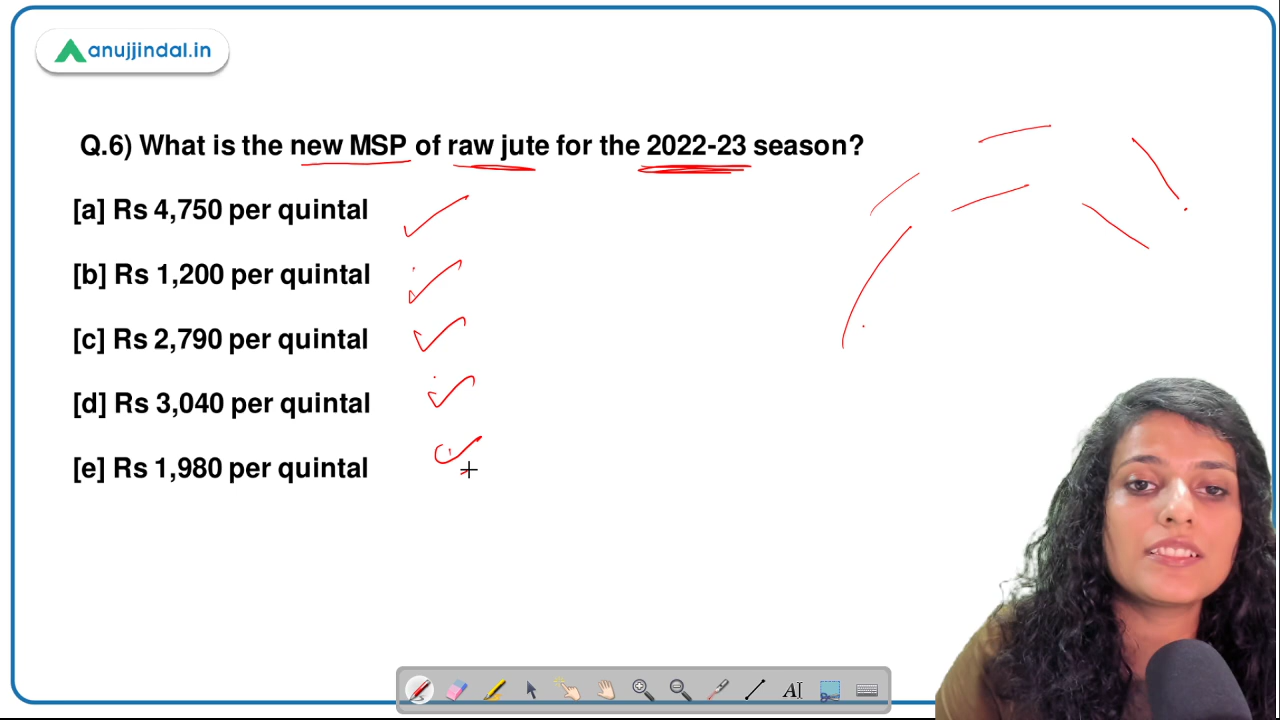 anujjindal.in
Q.6) What is the new MSP of raw jute for the 2022-23 season?
[a] Rs 4,750 per quintal
[b] Rs 1,200 per quintal
[c] Rs 2,790 per quintal
[d] Rs 3,040 per quintal
[e] Rs 1,980 per quintal